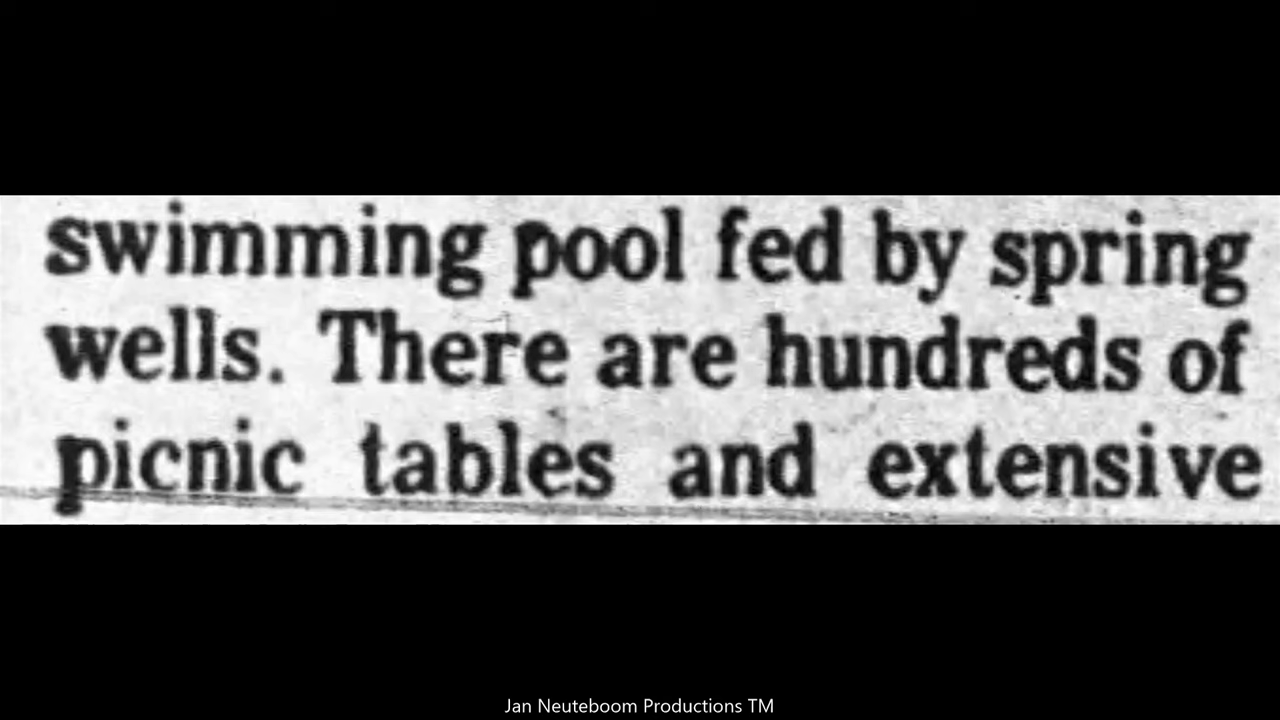 swimming pool fed by spring
wells. There are hundreds of
picnic tables and extensive
Jan Neuteboom Productions TM